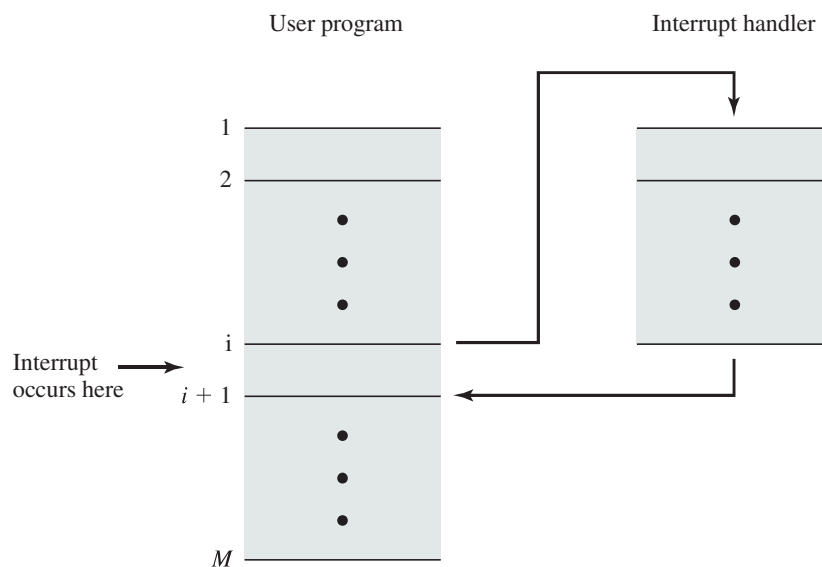 User program
Interrupt handler
1
2
i
Interrupt
occurs here
i + 1
M